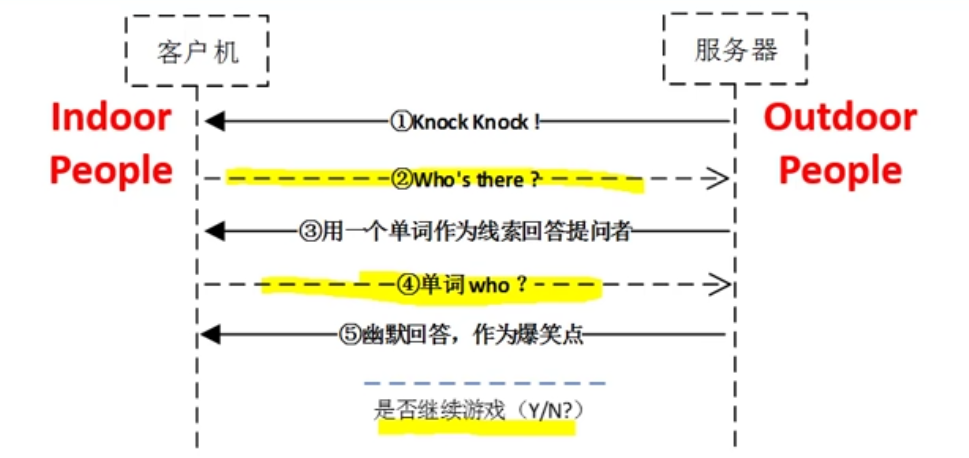 客户机
服务器
Indoor
People
Outdoor
People
①Knock Knock !
②Who's there ?
③用一个单词作为线索回答提问者
④单词 who ？
⑤幽默回答，作为爆笑点
是否继续游戏（Y/N?）